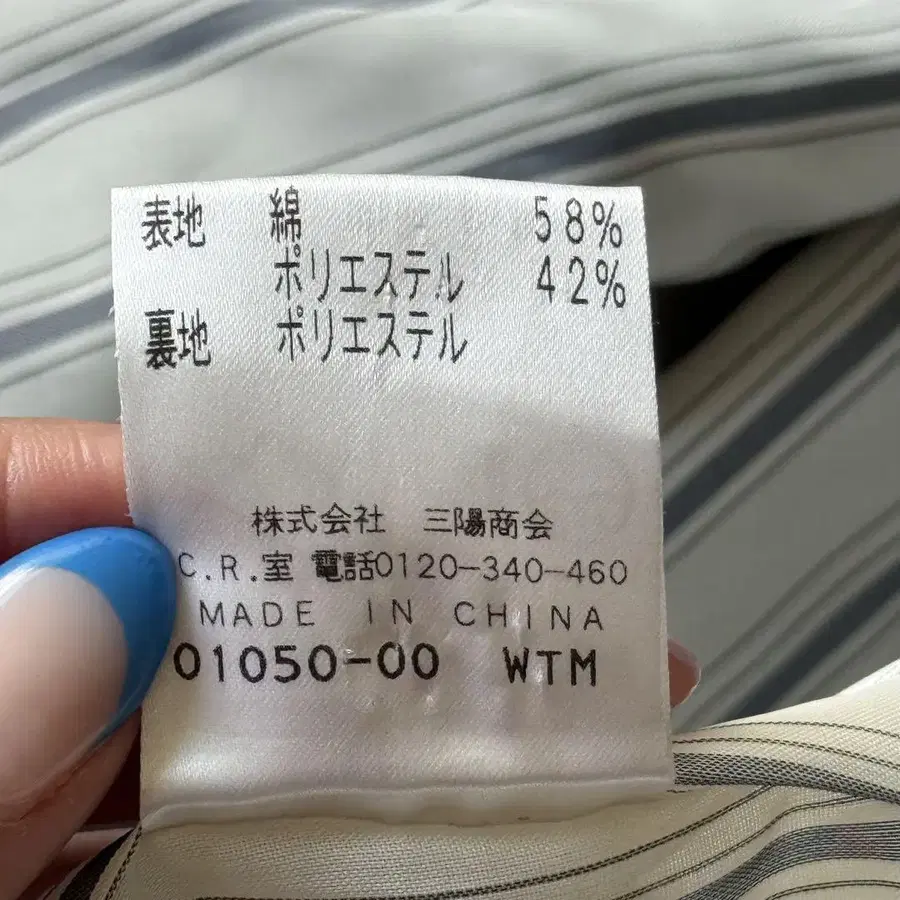 表地 綿 58%
ポリエステル 42%
裏地 ポリエステル
株式会社 三陽商会
C.R.室 電話0120-340-460
MADE IN CHINA
01050-00 WTM